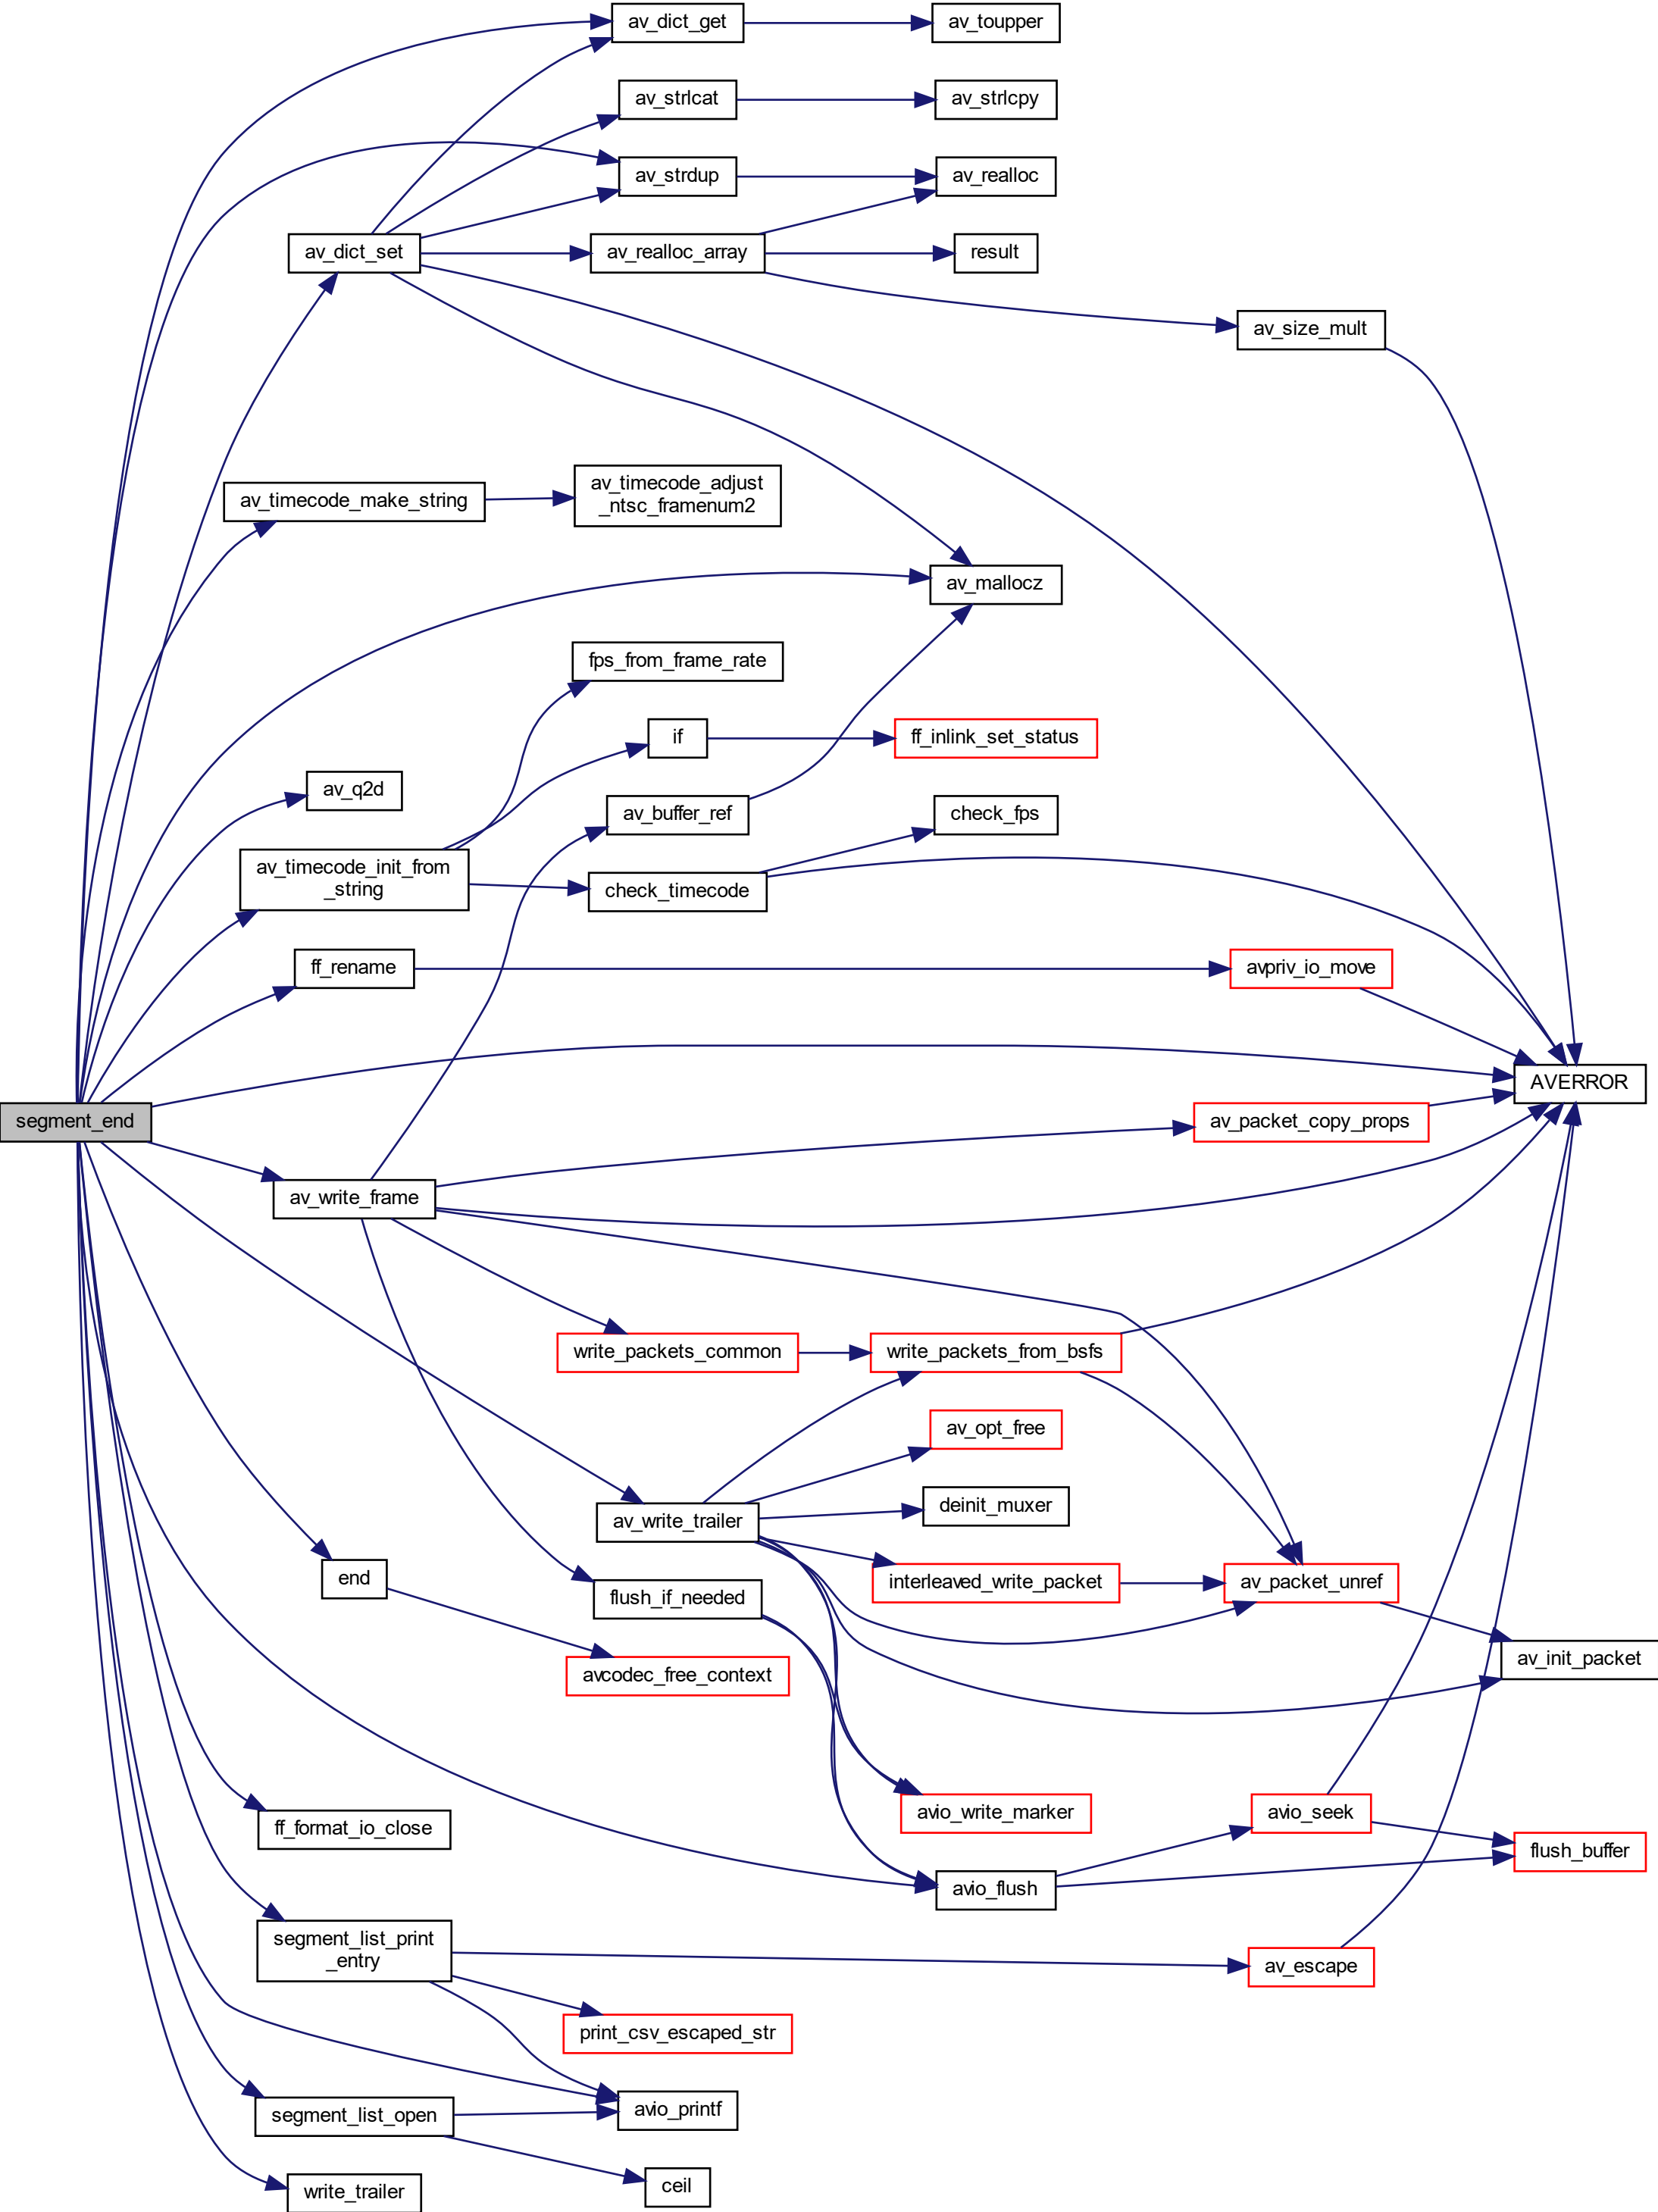 av_dict_get
av_toupper
av_strlcat
av_strlcpy
av_strdup
av_realloc
av_dict_set
av_realloc_array
result
av_size_mult
av_timecode_make_string
av_timecode_adjust
_ntsc_framenum2
av_mallocz
fps_from_frame_rate
if
ff_inlink_set_status
av_q2d
av_buffer_ref
check_fps
av_timecode_init_from
_string
check_timecode
ff_rename
avpriv_io_move
AVERROR
segment_end
av_packet_copy_props
av_write_frame
write_packets_common
write_packets_from_bsfs
av_opt_free
av_write_trailer
deinit_muxer
end
flush_if_needed
interleaved_write_packet
av_packet_unref
avcodec_free_context
av_init_packet
ff_format_io_close
avio_write_marker
avio_seek
flush_buffer
avio_flush
segment_list_print
_entry
av_escape
print_csv_escaped_str
segment_list_open
avio_printf
write_trailer
ceil